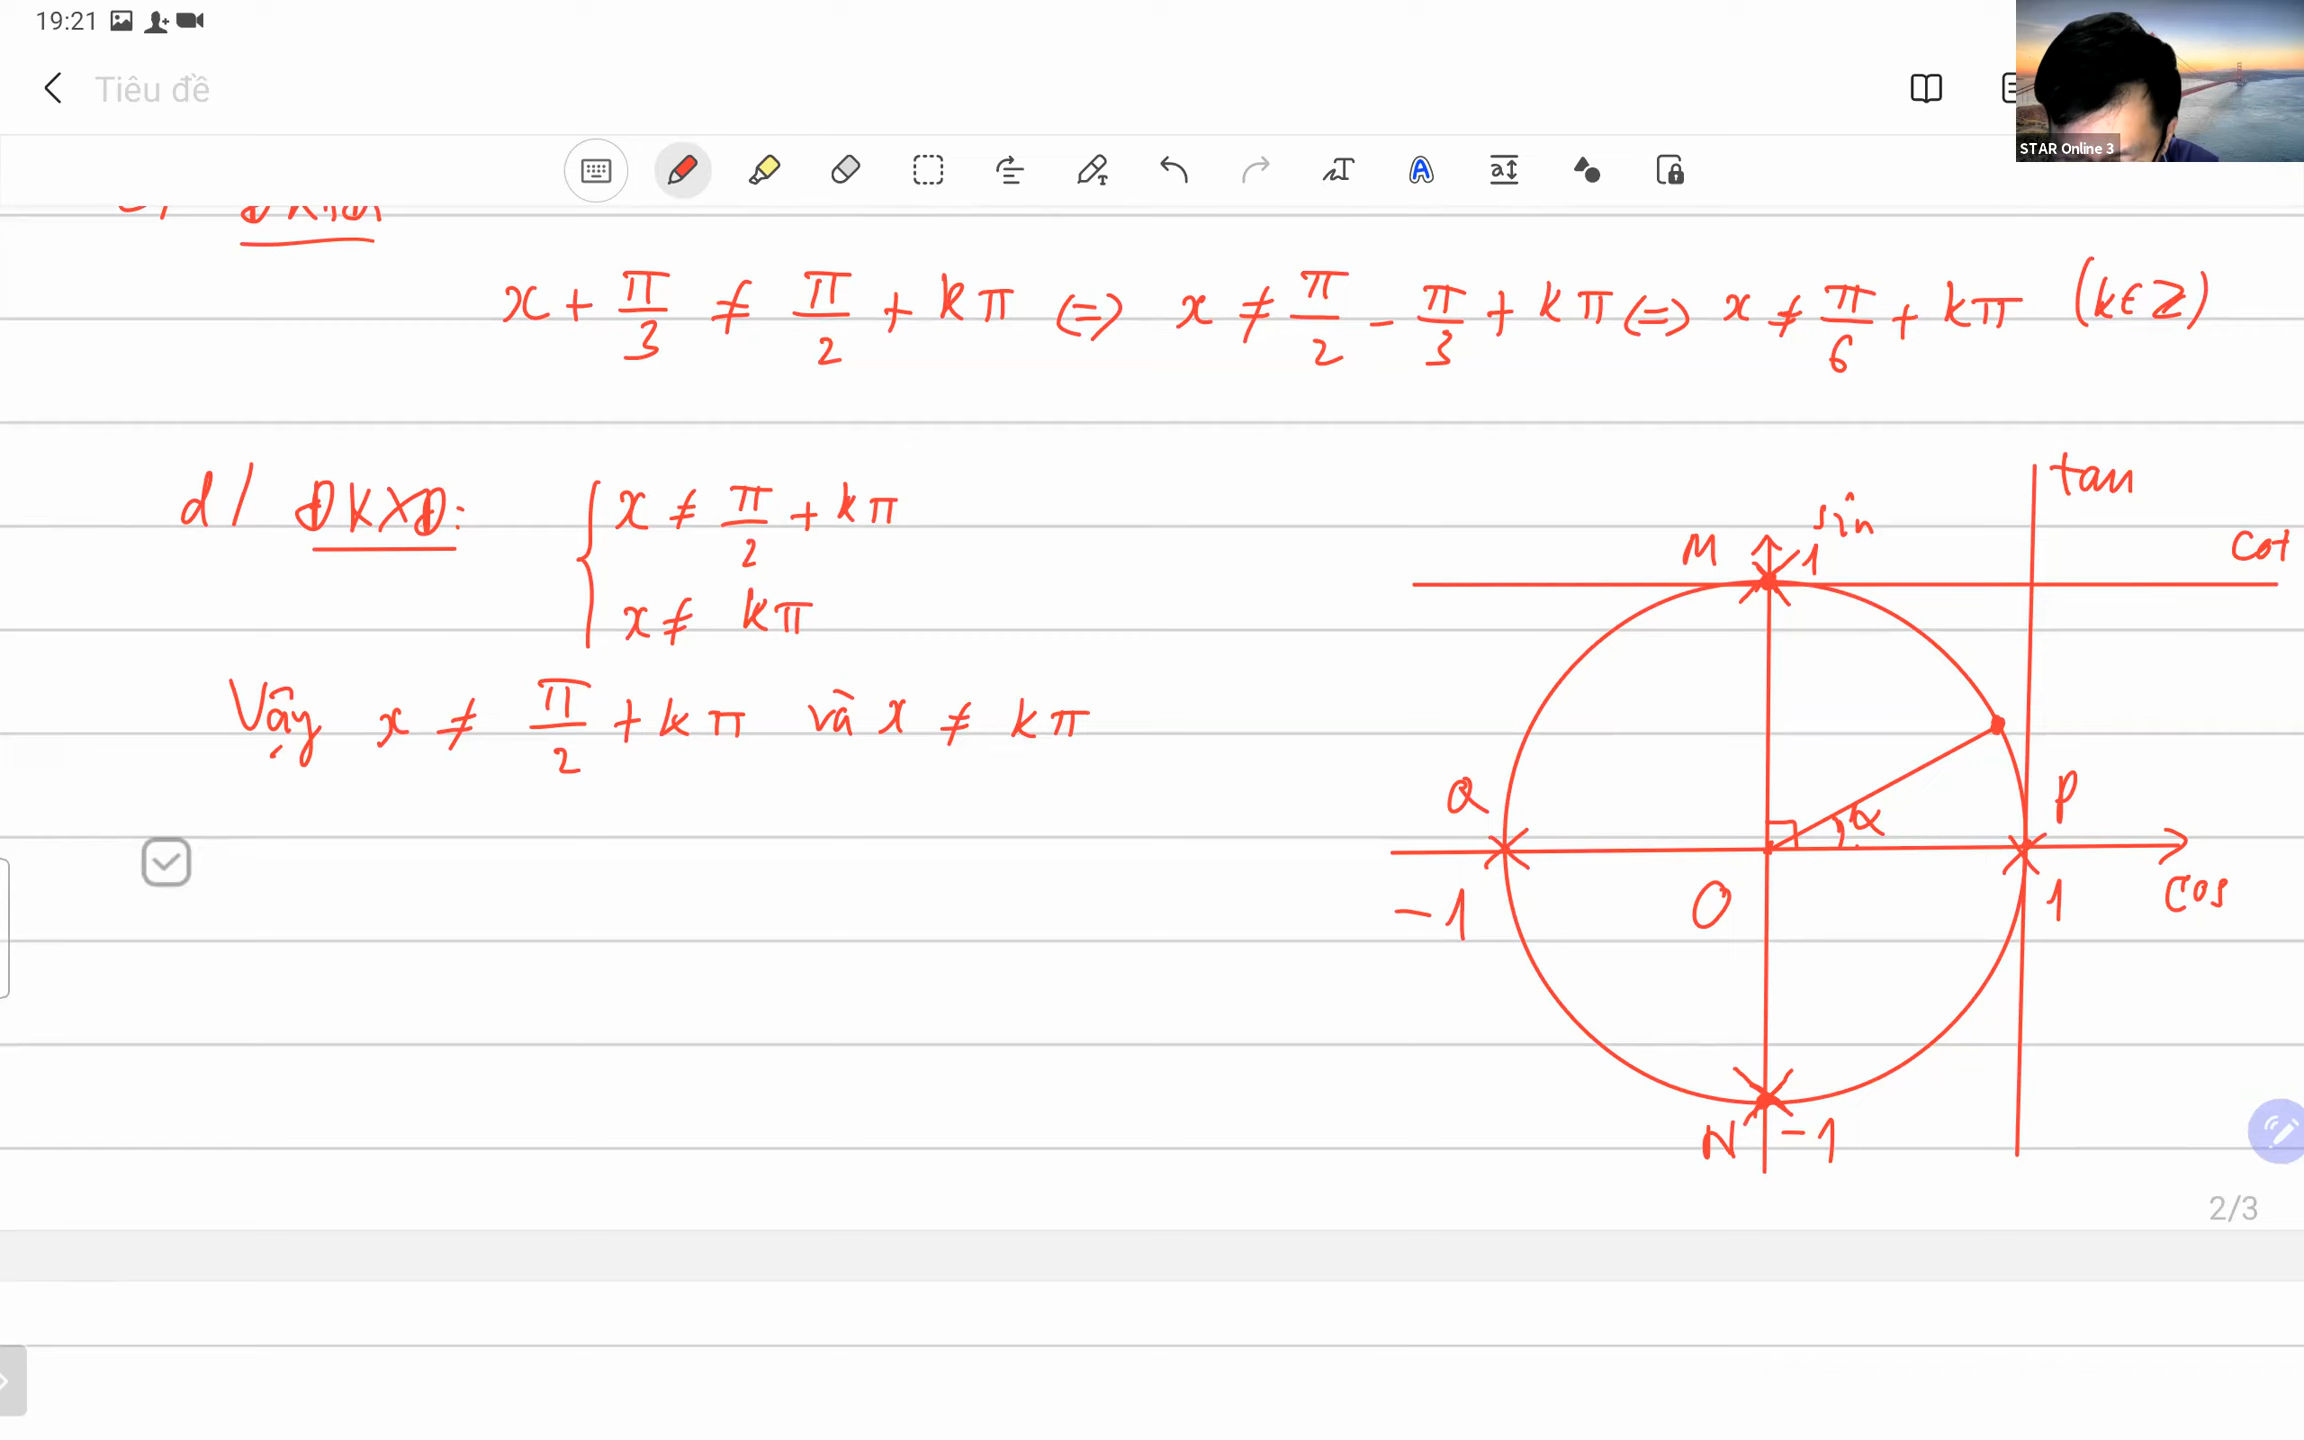 19:21
Tiêu đề
STAR Online 3
x + π/3 ≠ π/2 + kπ (=) x ≠ π/2 - π/3 + kπ (=) x ≠ π/6 + kπ (k∈Z)
d/ ĐKXĐ: { x ≠ π/2 + kπ
x ≠ kπ
Vậy x ≠ π/2 + kπ và x ≠ kπ
tan
sin
M 1
cot
Q
P
α
-1
O
1
cos
N -1
2/3